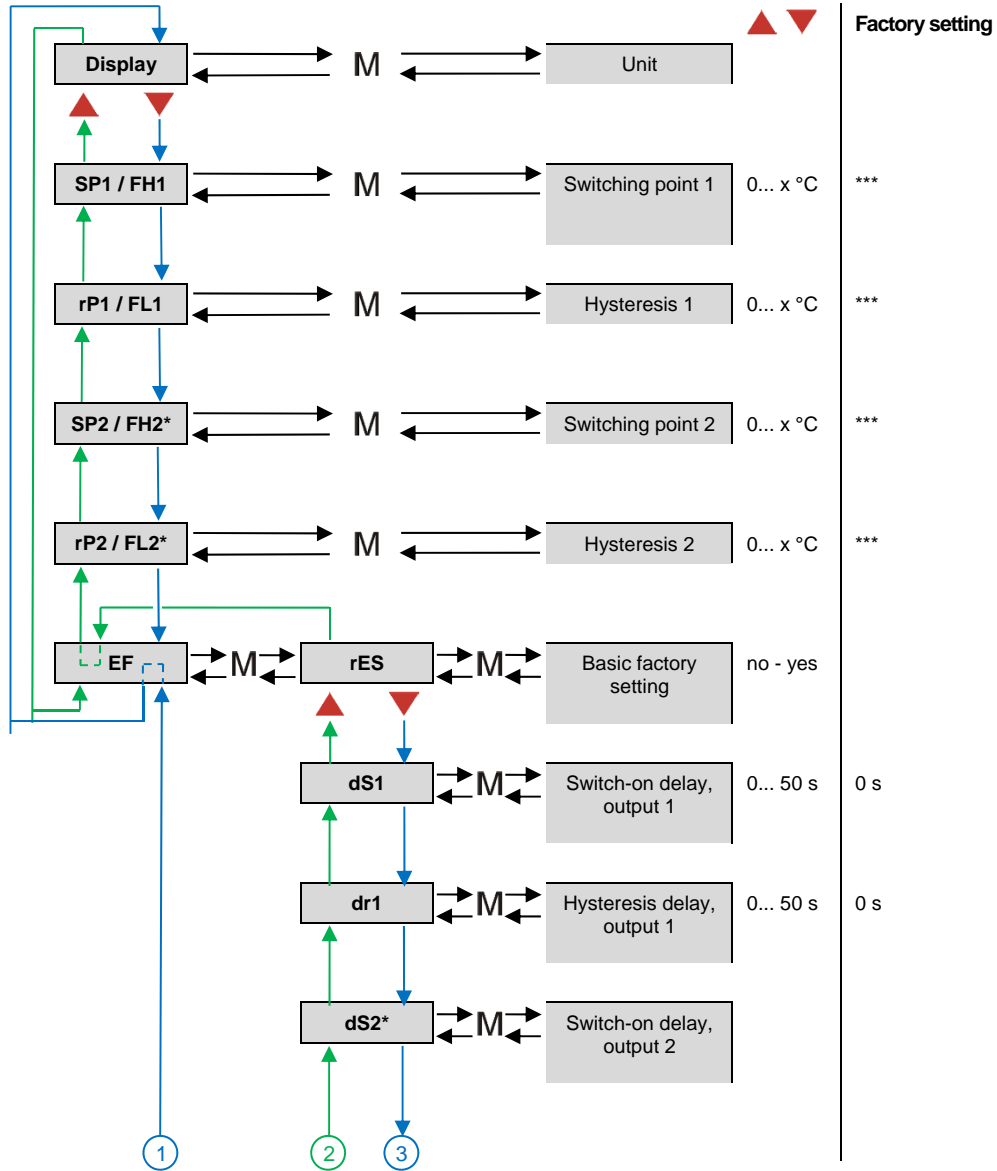 Factory setting
Display
M
Unit
SP1 / FH1
M
Switching point 1
0... x °C
***
rP1 / FL1
M
Hysteresis 1
0... x °C
***
SP2 / FH2*
M
Switching point 2
0... x °C
***
rP2 / FL2*
M
Hysteresis 2
0... x °C
***
EF
M
rES
M
Basic factory
setting
no - yes
dS1
M
Switch-on delay,
output 1
0... 50 s
0 s
dr1
M
Hysteresis delay,
output 1
0... 50 s
0 s
dS2*
M
Switch-on delay,
output 2
1
2
3